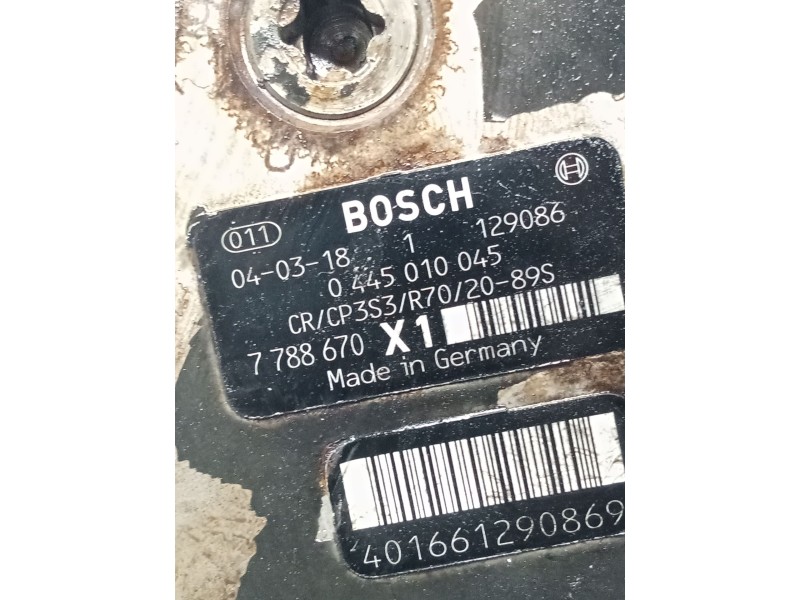 BOSCH
011
04-03-18 1 129086
0 445 010 045
CR/CP3S3/R70/20-89S
7 788 670 X1
Made in Germany
401661290869